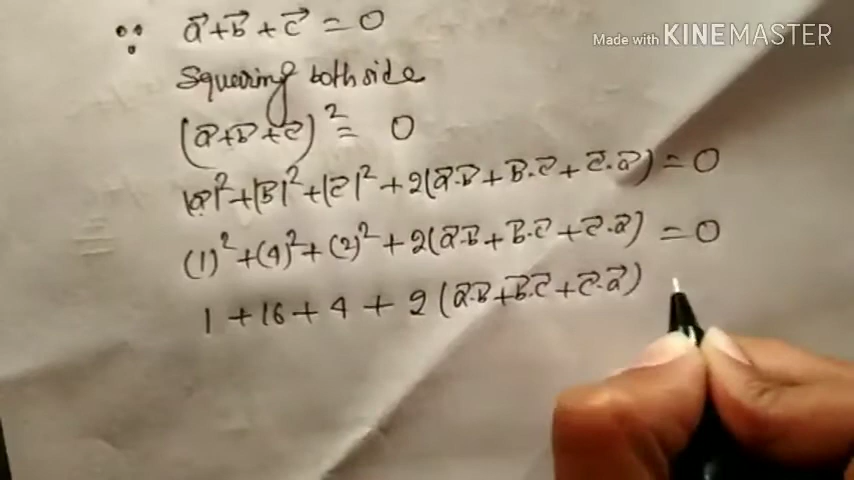 ∵ a⃗+b⃗+c⃗ = 0
Made with KINEMASTER
Squaring both side
(a⃗+b⃗+c⃗)² = 0
|a⃗|²+|b⃗|²+|c⃗|²+2(a⃗.b⃗+b⃗.c⃗+c⃗.a⃗)=0
(1)²+(4)²+(2)²+2(a⃗.b⃗+b⃗.c⃗+c⃗.a⃗)=0
1+16+4+2(a⃗.b⃗+b⃗.c⃗+c⃗.a⃗)